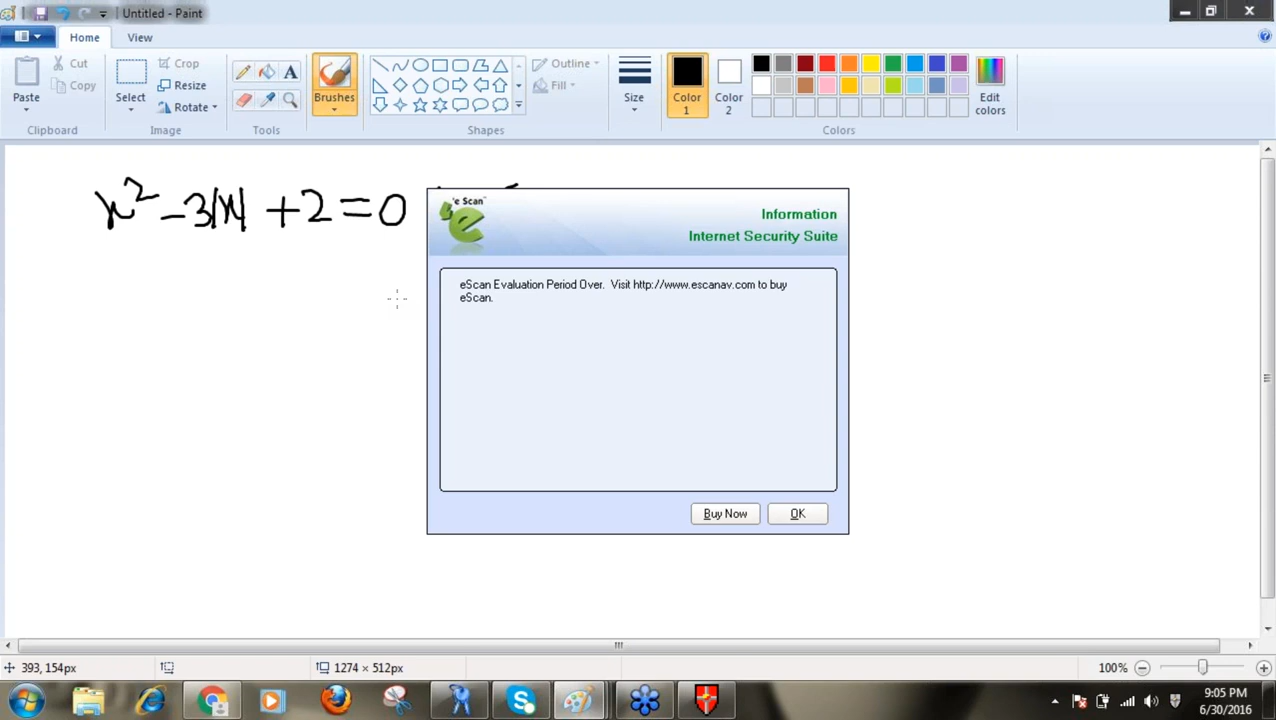 Untitled - Paint
Home
View
Paste
Cut
Copy
Clipboard
Select
Crop
Resize
Rotate
Image
Tools
Brushes
Shapes
Outline
Fill
Size
Color 1
Color 2
Edit colors
Colors
x² - 3|x| + 2 = 0
e Scan™
Information
Internet Security Suite
eScan Evaluation Period Over. Visit http://www.escanav.com to buy
eScan.
Buy Now
OK
393, 154px
1274 × 512px
100%
9:05 PM
6/30/2016